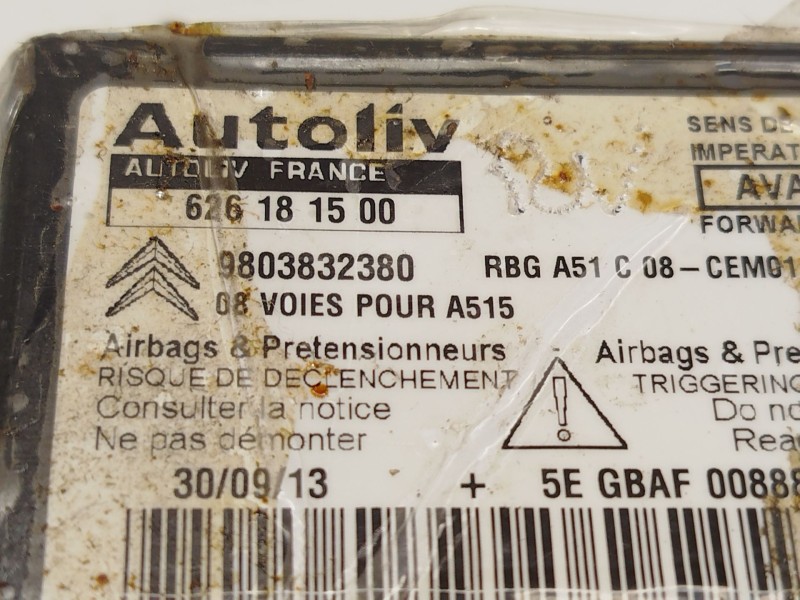 Autoliv
SENS DE
AUTOLIV FRANCE
IMPERAT
626 18 15 00
AVA
FORWA
9803832380
RBG A51 C 08-CEM01
08 VOIES POUR A515
Airbags & Pretensionneurs
Airbags & Pre
RISQUE DE DECLENCHEMENT
TRIGGERING
Consulter la notice
Do no
Ne pas démonter
Read
30/09/13 + 5E GBAF 00888